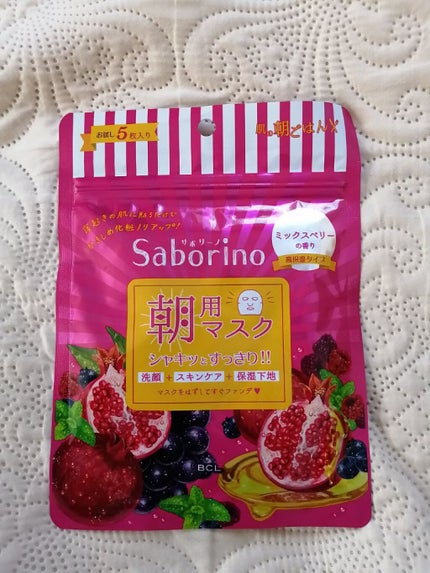 お試し5枚入り
肌の朝ごはん
寝起きの肌に貼るだけで
ひきしめ化粧ノリアップ!!
サボリーノ
Saborino
ミックスベリー
の香り
高保湿タイプ
朝用マスク
シャキッとすっきり!!
洗顔+スキンケア+保湿下地
マスクをはずしてすぐファンデ♥
BCL